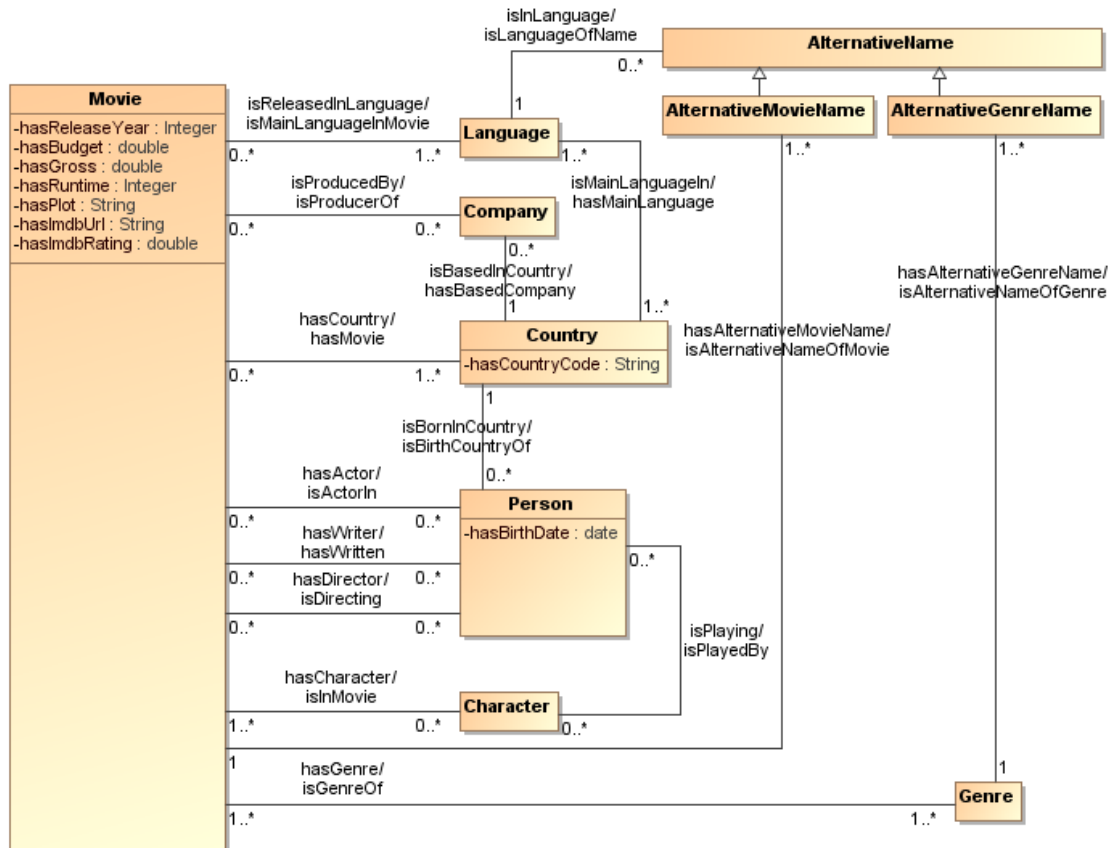 isInLanguage/
isLanguageOfName
AlternativeName
0..*
1
Movie
-hasReleaseYear : Integer
-hasBudget : double
-hasGross : double
-hasRuntime : Integer
-hasPlot : String
-hasImdbUrl : String
-hasImdbRating : double
isReleasedInLanguage/
isMainLanguageInMovie
0..*
1..*
Language
1..*
AlternativeMovieName
1..*
AlternativeGenreName
1..*
isMainLanguageIn/
hasMainLanguage
isProducedBy/
isProducerOf
0..*
0..*
Company
0..*
isBasedInCountry/
hasBasedCompany
1
1..*
hasAlternativeGenreName/
isAlternativeNameOfGenre
hasCountry/
hasMovie
0..*
1..*
Country
-hasCountryCode : String
1
hasAlternativeMovieName/
isAlternativeNameOfMovie
isBornInCountry/
isBirthCountryOf
0..*
hasActor/
isActorIn
0..*
0..*
Person
-hasBirthDate : date
0..*
hasWriter/
hasWritten
0..*
0..*
hasDirector/
isDirecting
0..*
0..*
isPlaying/
isPlayedBy
hasCharacter/
isInMovie
1..*
0..*
Character
0..*
1
hasGenre/
isGenreOf
1..*
1..*
1
Genre